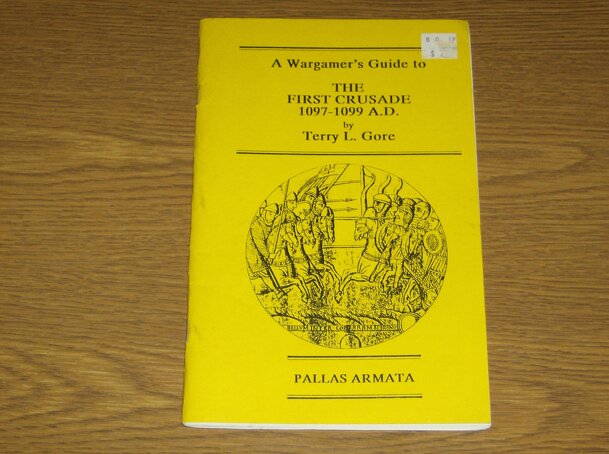 A Wargamer's Guide to
THE
FIRST CRUSADE
1097-1099 A.D.
by
Terry L. Gore
PALLAS ARMATA